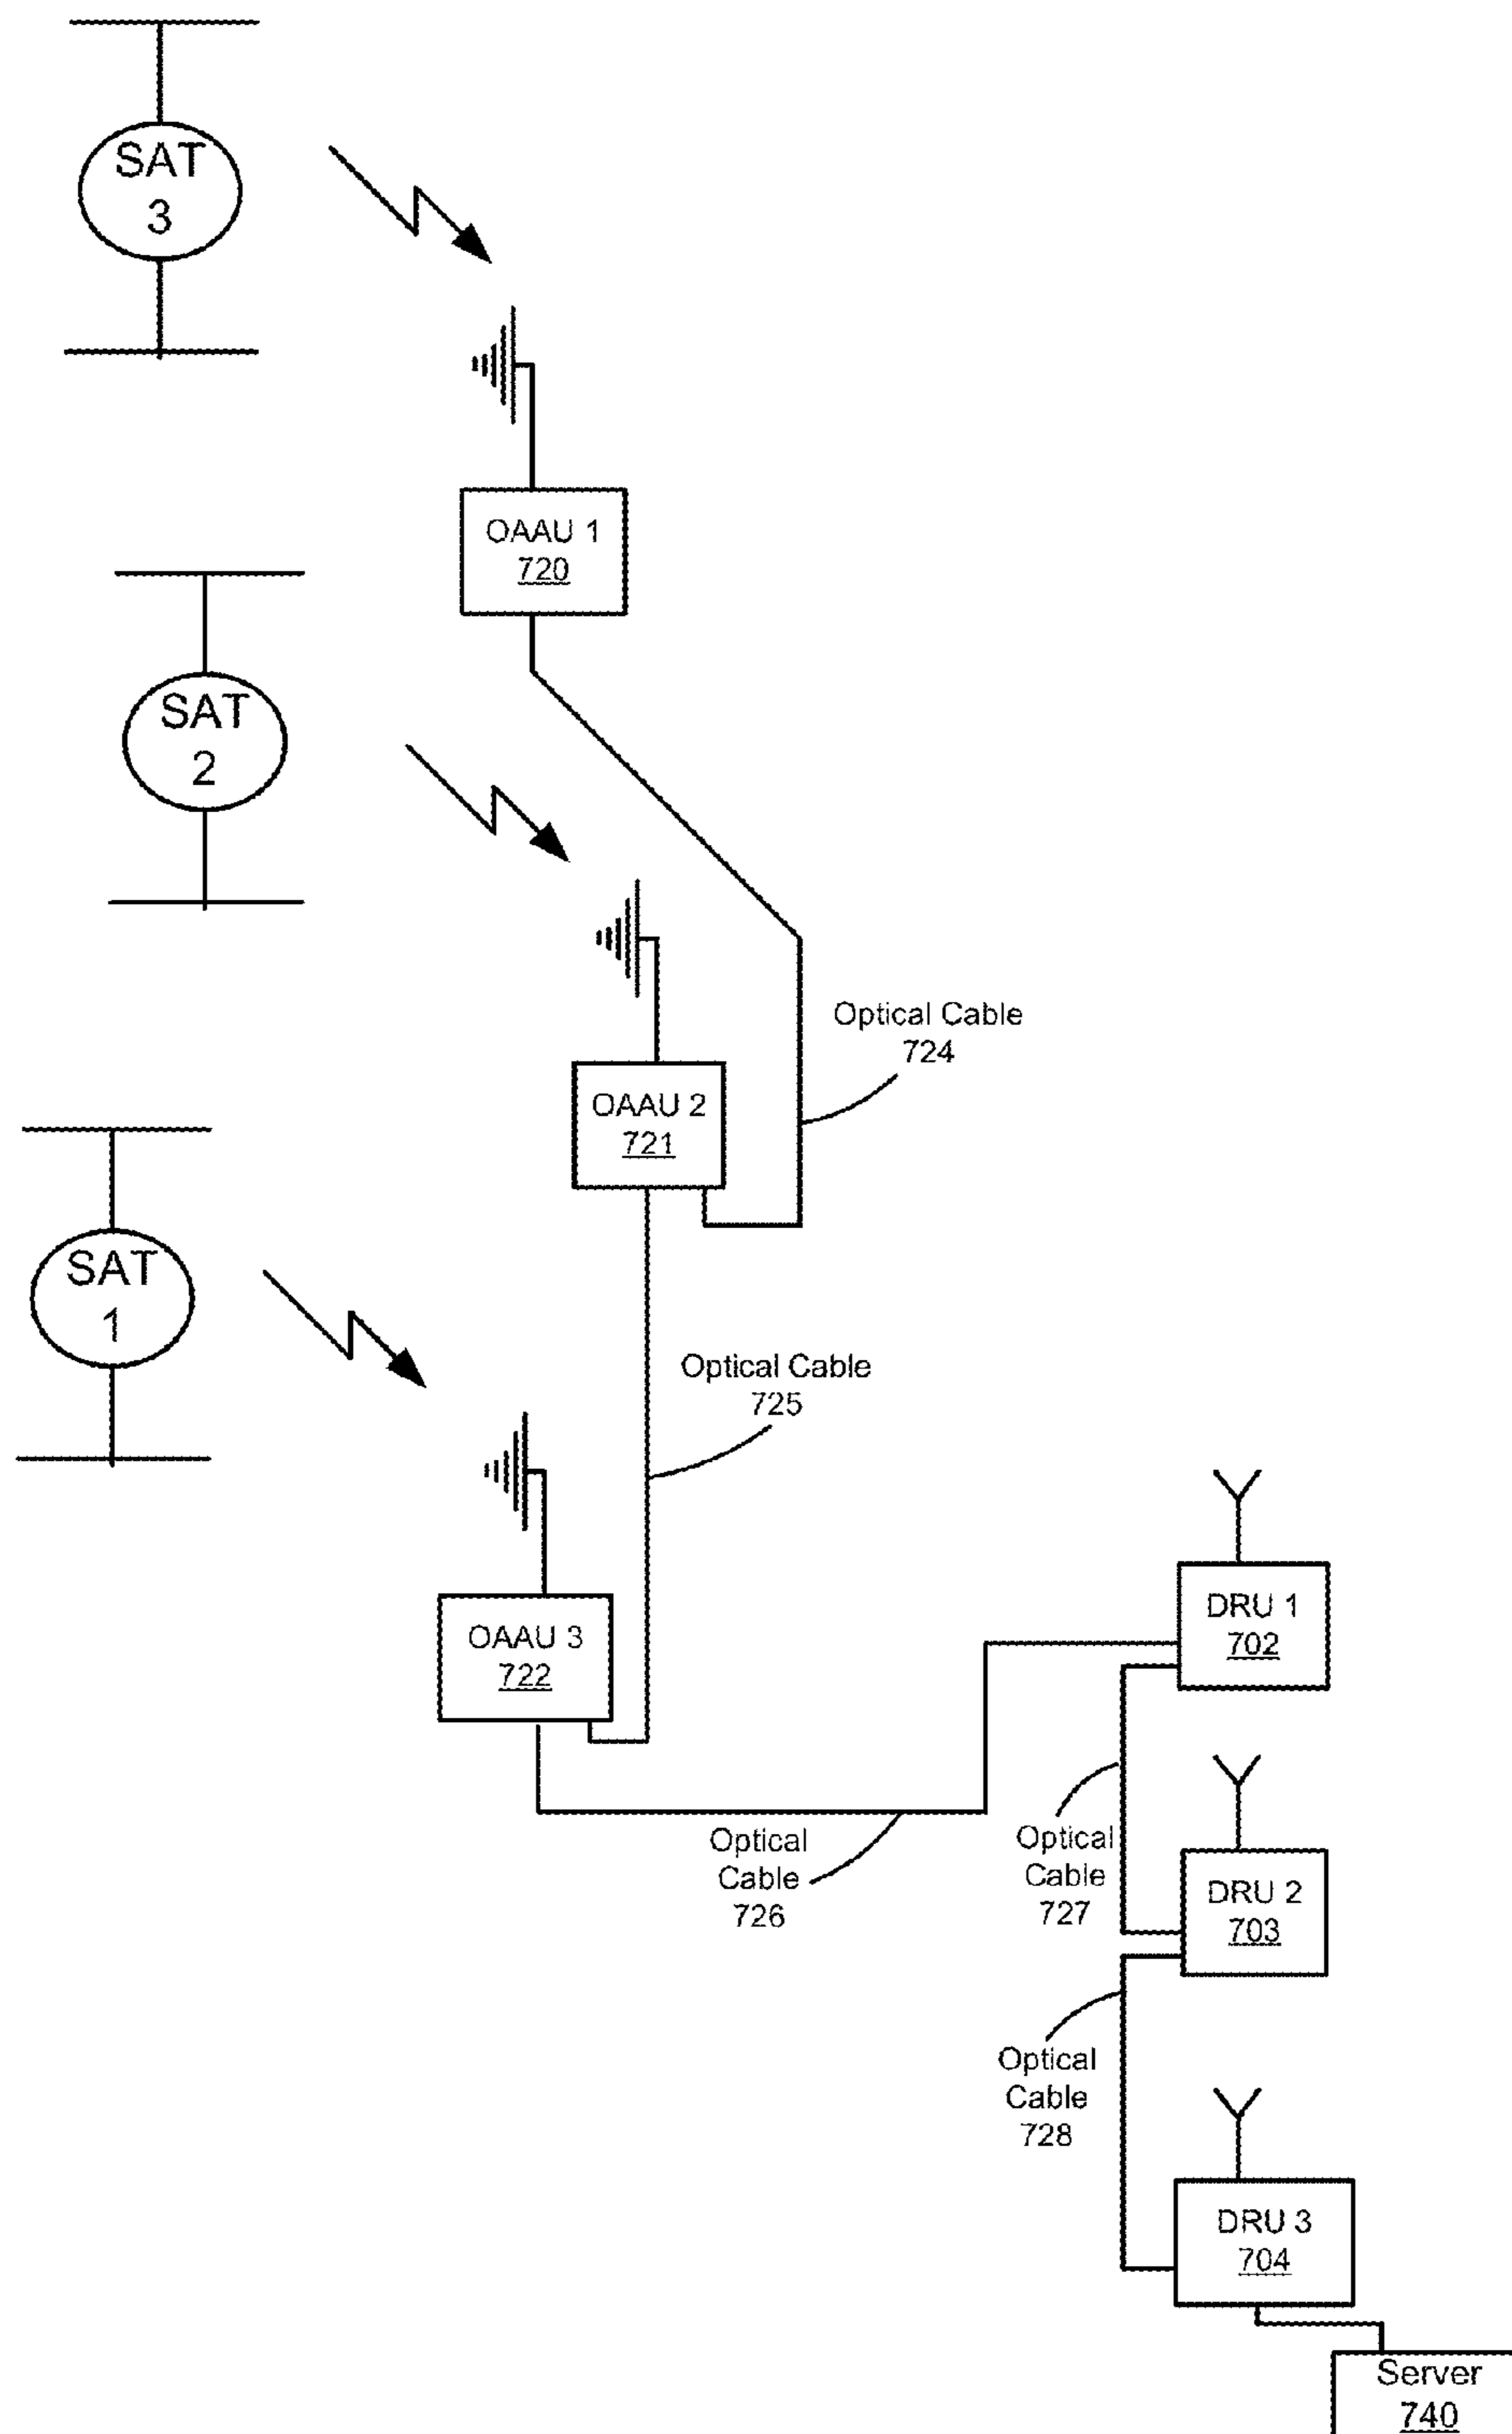 SAT
3
OAAU 1
720
SAT
2
Optical Cable
724
OAAU 2
721
SAT
1
Optical Cable
725
OAAU 3
722
DRU 1
702
Optical
Cable
726
Optical
Cable
727
DRU 2
703
Optical
Cable
728
DRU 3
704
Server
740